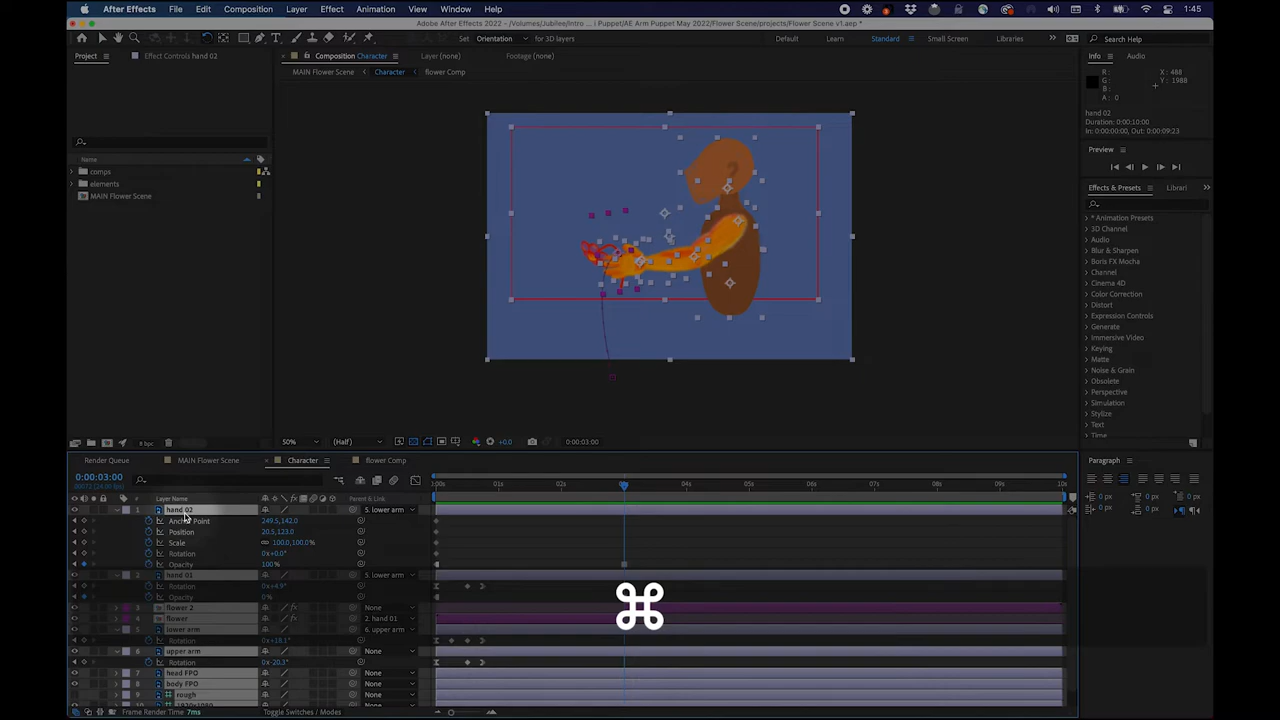 After Effects File Edit Composition Layer Effect Animation View Window Help 1:45
Adobe After Effects 2022 - /Volumes/Jubilee/Intro ... i Puppet/AE Arm Puppet May 2022/Flower Scene/projects/Flower Scene v1.aep *
Set Orientation for 3D layers Default Learn Standard Small Screen Libraries >> Search Help
Project Effect Controls hand 02 Composition Character Layer (none) Footage (none) Info Audio
MAIN Flower Scene Character flower Comp
R: X: 488
G: Y: 1988
B:
A: 0
hand 02
Duration: 0:00:10:00
In: 0:00:00:00, Out: 0:00:09:23
Preview
Name
comps
elements
MAIN Flower Scene
Effects & Presets Librari >>
* Animation Presets
3D Channel
Audio
Blur & Sharpen
Boris FX Mocha
Channel
Cinema 4D
Color Correction
Distort
Expression Controls
Generate
Immersive Video
Keying
Matte
Noise & Grain
Obsolete
Perspective
Simulation
Stylize
Text
Time
8 bpc 50% (Half) +0.0 0:00:03:00
Render Queue MAIN Flower Scene Character flower Comp Paragraph
0:00:03:00
# Layer Name Parent & Link
:00s 01s 02s 03s 04s 05s 06s 07s 08s 09s 10s
0 px 0 px
0 px 0 px 0 px
1 hand 02 5. lower arm
Anchor Point 249.5,142.0
Position 20.5,123.0
Scale 100.0,100.0%
Rotation 0x+0.0°
Opacity 100%
2 hand 01 5. lower arm
Rotation 0x+4.9°
Opacity 0%
3 flower 2 None
4 flower 2. hand 01
5 lower arm 6. upper arm
Rotation 0x+18.1°
6 upper arm None
Rotation 0x-20.3°
7 head FPO None
8 body FPO None
9 rough None
10 1920x1080 None
Frame Render Time 7ms Toggle Switches / Modes